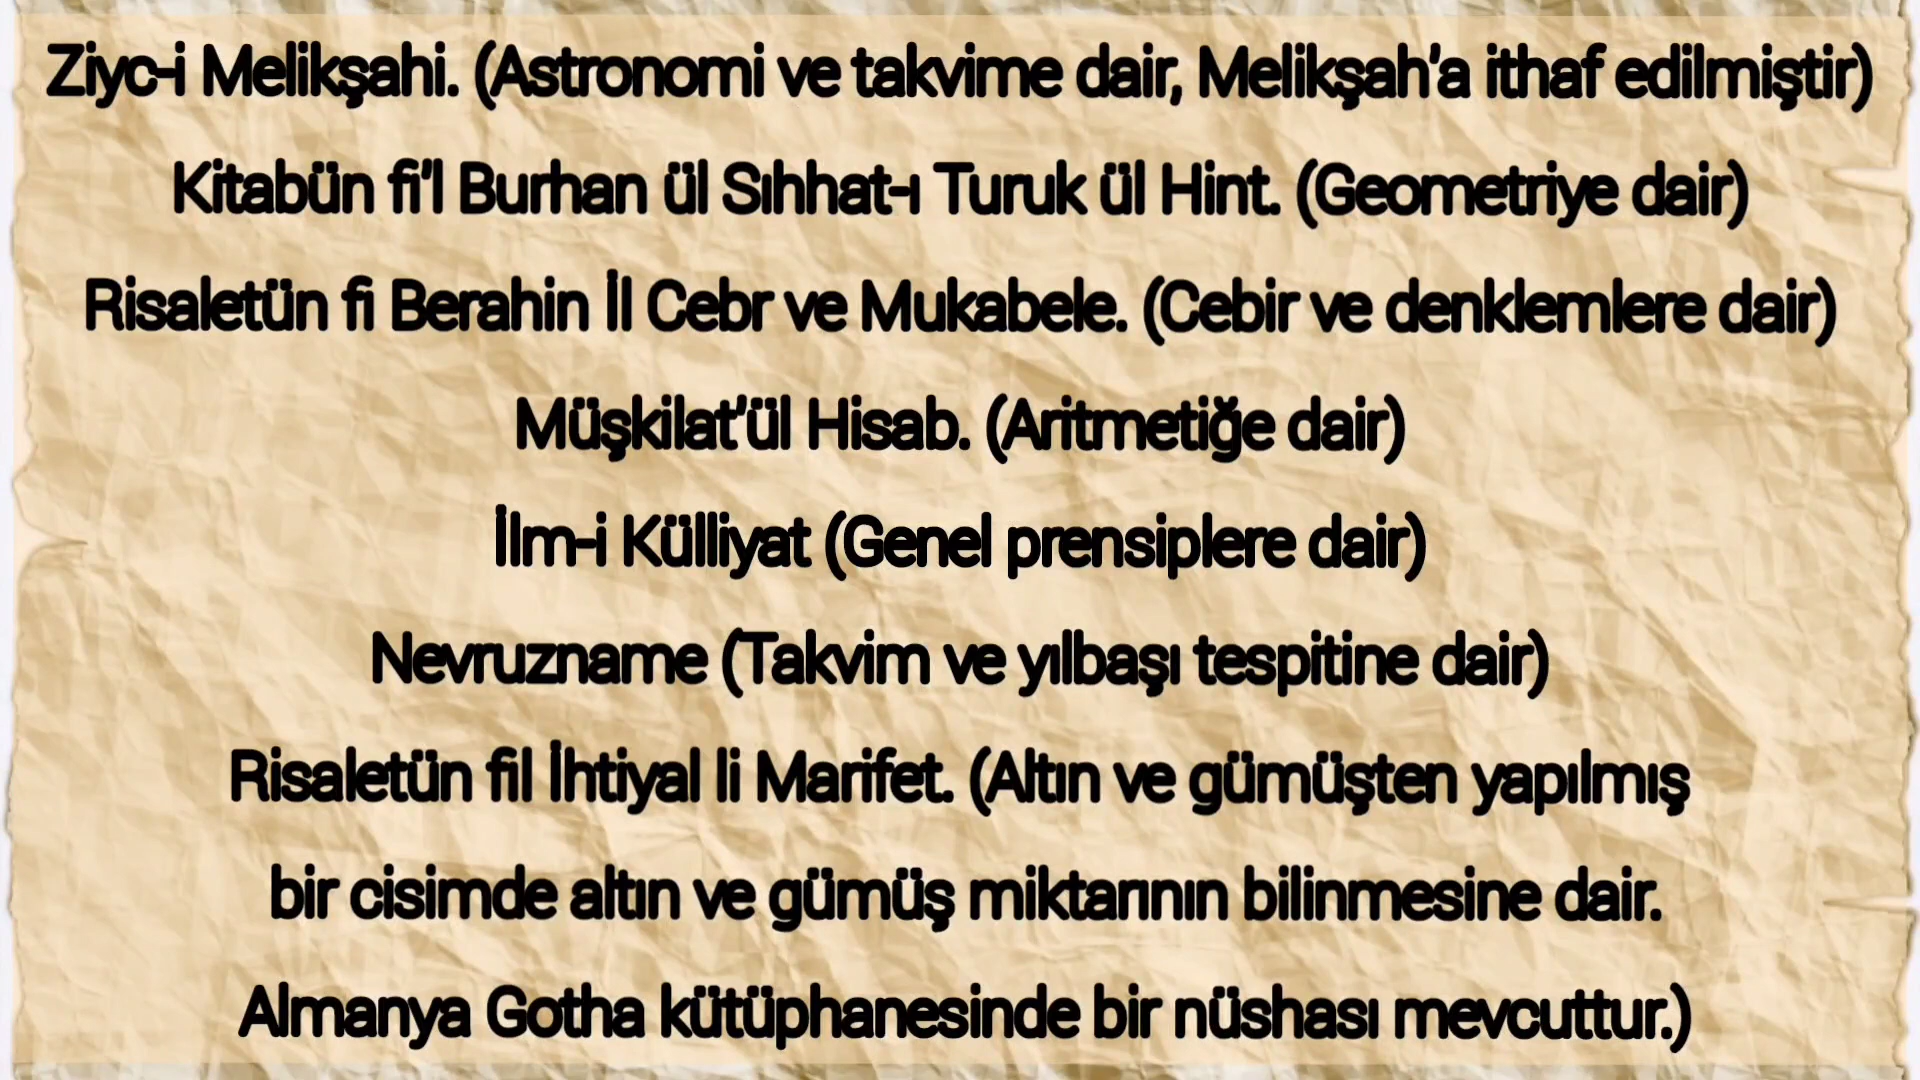 Ziyc-i Melikşahi. (Astronomi ve takvime dair, Melikşah'a ithaf edilmiştir)
Kitabün fi'l Burhan ül Sıhhat-ı Turuk ül Hint. (Geometriye dair)
Risaletün fi Berahin İl Cebr ve Mukabele. (Cebir ve denklemlere dair)
Müşkilat'ül Hisab. (Aritmetiğe dair)
İlm-i Külliyat (Genel prensiplere dair)
Nevruzname (Takvim ve yılbaşı tespitine dair)
Risaletün fil İhtiyal li Marifet. (Altın ve gümüşten yapılmış
bir cisimde altın ve gümüş miktarının bilinmesine dair.
Almanya Gotha kütüphanesinde bir nüshası mevcuttur.)